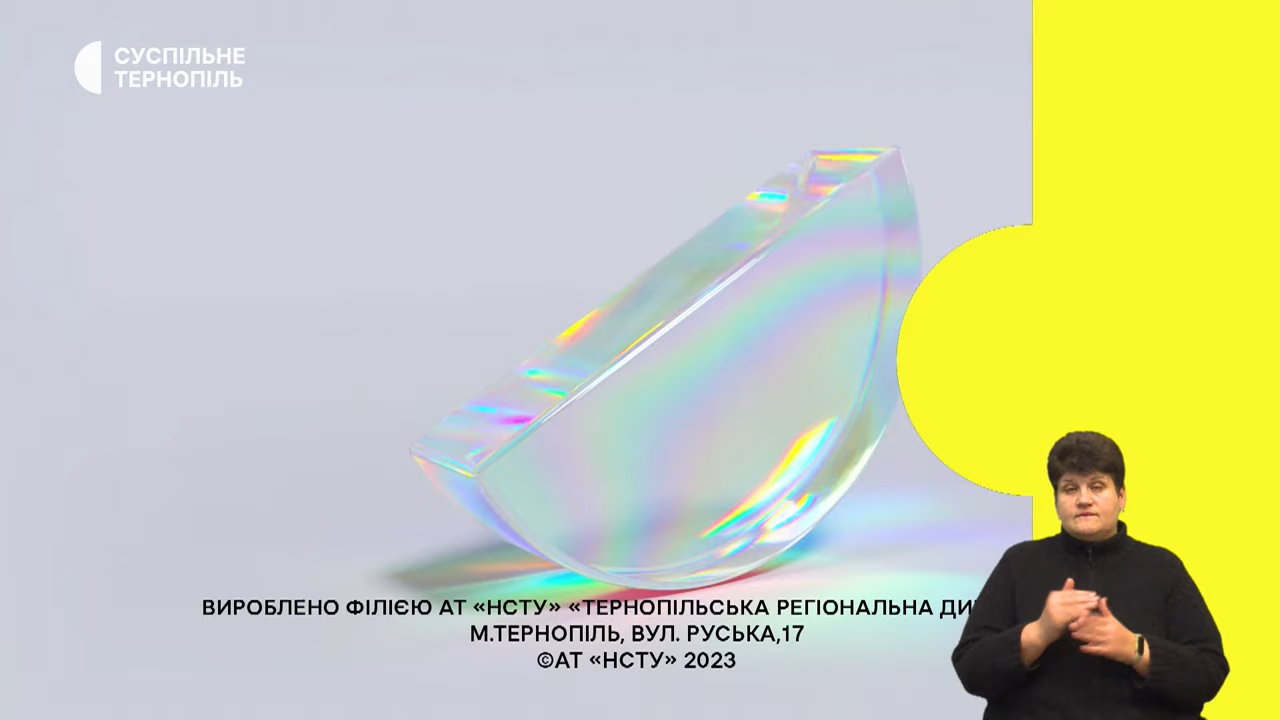 СУСПІЛЬНЕ
ТЕРНОПІЛЬ
ВИРОБЛЕНО ФІЛІЄЮ АТ «НСТУ» «ТЕРНОПІЛЬСЬКА РЕГІОНАЛЬНА
М.ТЕРНОПІЛЬ, ВУЛ. РУСЬКА,17
©АТ «НСТУ» 2023